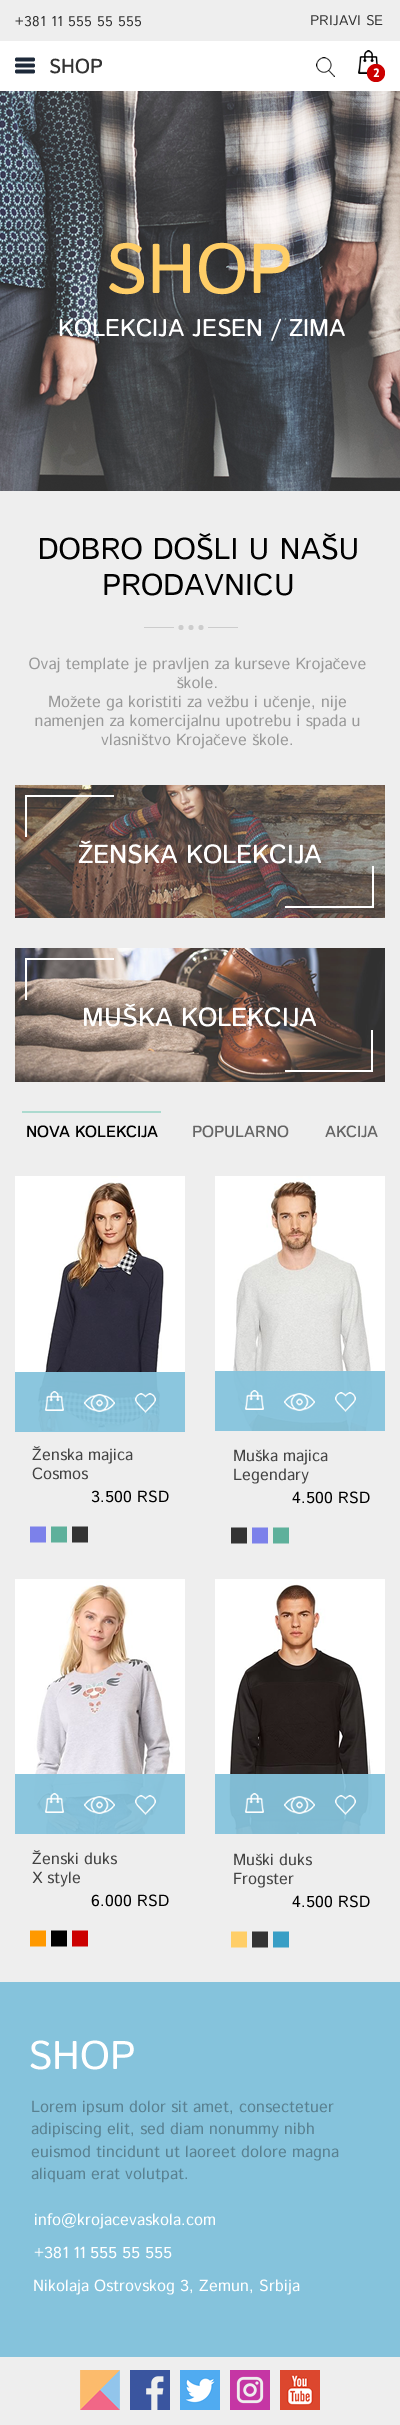 +381 11 555 55 555
PRIJAVI SE
SHOP
2
SHOP
KOLEKCIJA JESEN / ZIMA
DOBRO DOŠLI U NAŠU
PRODAVNICU
Ovaj template je pravljen za kurseve Krojačeve
škole.
Možete ga koristiti za vežbu i učenje, nije
namenjen za komercijalnu upotrebu i spada u
vlasništvo Krojačeve škole.
ŽENSKA KOLEKCIJA
MUŠKA KOLEKCIJA
NOVA KOLEKCIJA
POPULARNO
AKCIJA
Ženska majica
Cosmos
3.500 RSD
Muška majica
Legendary
4.500 RSD
Ženski duks
X style
6.000 RSD
Muški duks
Frogster
4.500 RSD
SHOP
Lorem ipsum dolor sit amet, consectetuer
adipiscing elit, sed diam nonummy nibh
euismod tincidunt ut laoreet dolore magna
aliquam erat volutpat.
info@krojacevaskola.com
+381 11 555 55 555
Nikolaja Ostrovskog 3, Zemun, Srbija
You
Tube